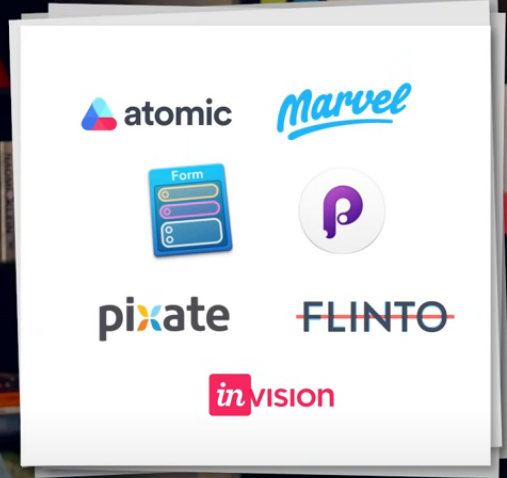 atomic
Marvel
Form
P
pixate
FLINTO
invision